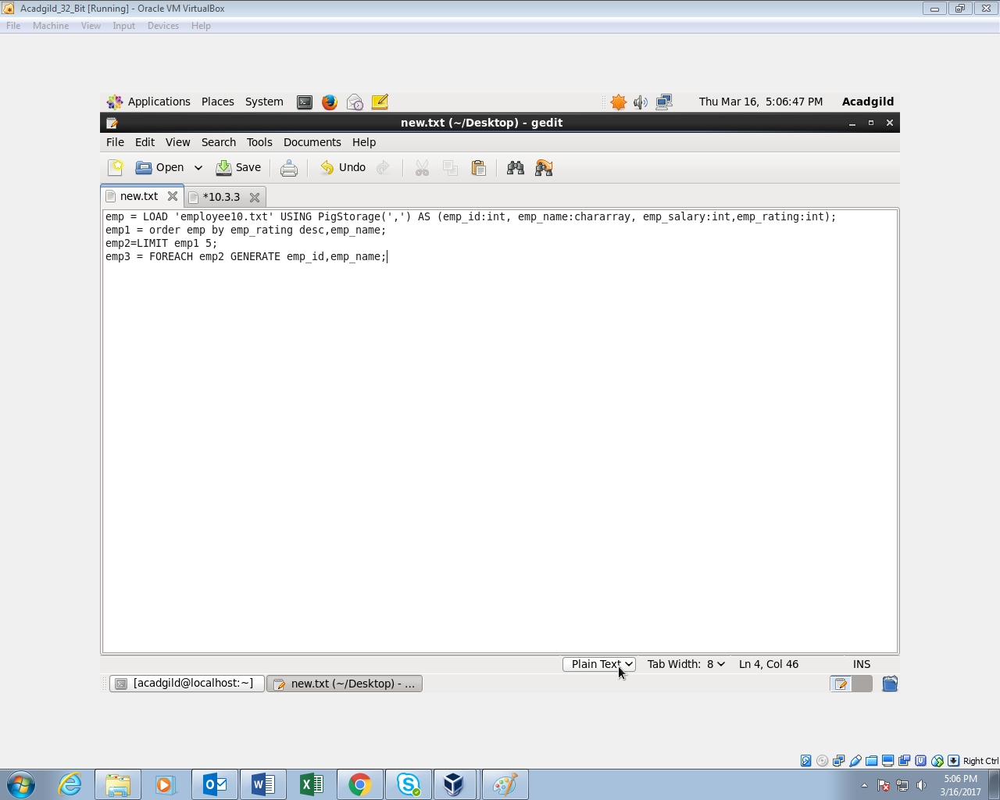 Acadgild_32_Bit [Running] - Oracle VM VirtualBox
File Machine View Input Devices Help
Applications Places System Thu Mar 16, 5:06:47 PM Acadgild
new.txt (~/Desktop) - gedit
File Edit View Search Tools Documents Help
Open Save Undo
new.txt *10.3.3
emp = LOAD 'employee10.txt' USING PigStorage(',') AS (emp_id:int, emp_name:chararray, emp_salary:int,emp_rating:int);
emp1 = order emp by emp_rating desc,emp_name;
emp2=LIMIT emp1 5;
emp3 = FOREACH emp2 GENERATE emp_id,emp_name;
Plain Text Tab Width: 8 Ln 4, Col 46 INS
[acadgild@localhost:~] new.txt (~/Desktop) - ...
Right Ctrl
5:06 PM
3/16/2017